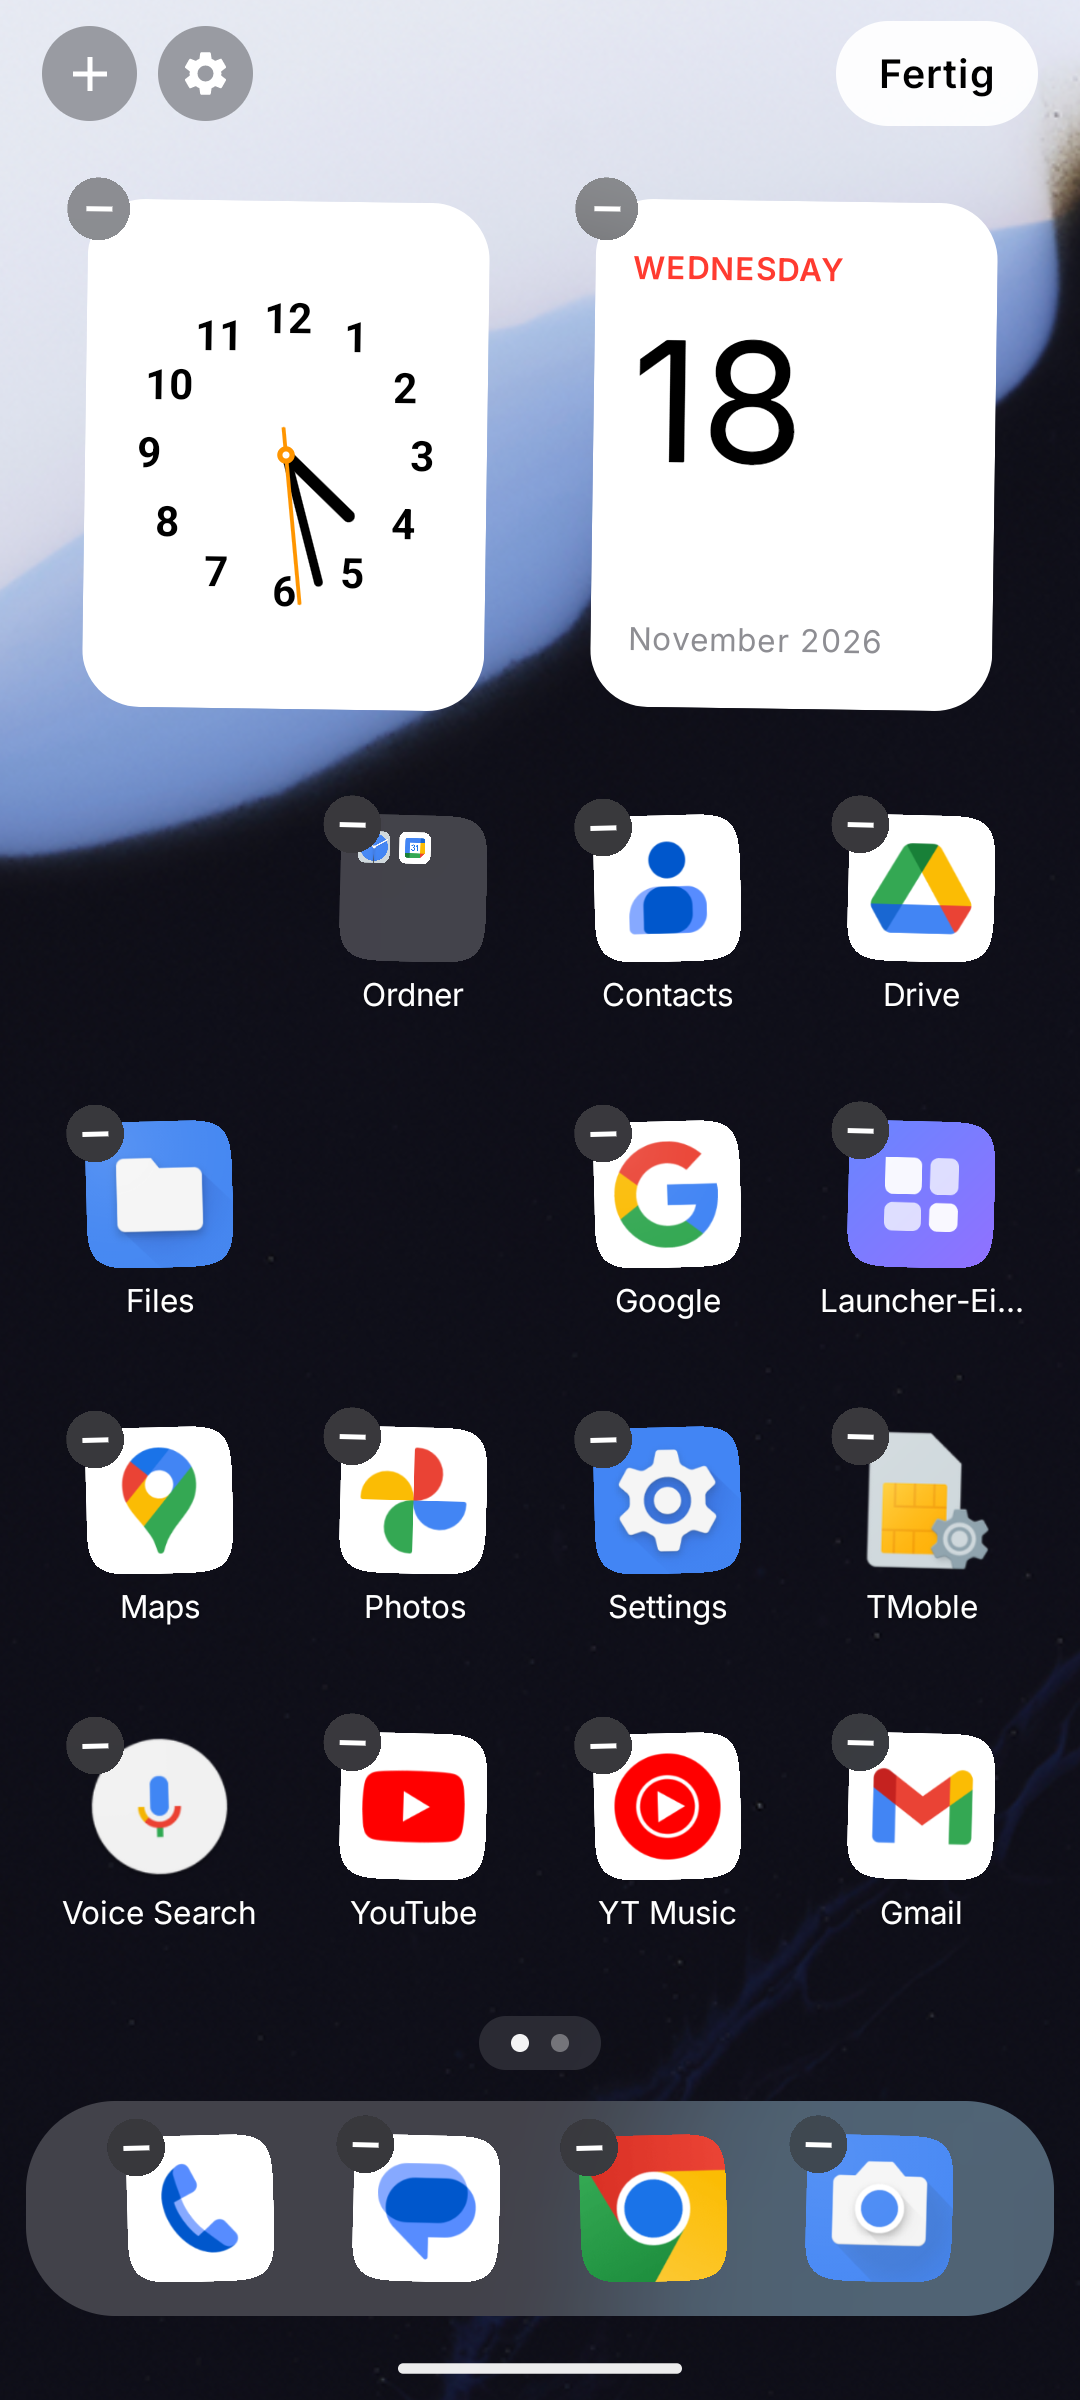 Fertig
12
11
1
10
2
9
3
8
4
7
5
6
WEDNESDAY
18
November 2026
31
Ordner
Contacts
Drive
Files
Google
Launcher-Ei...
Maps
Photos
Settings
TMoble
Voice Search
YouTube
YT Music
Gmail